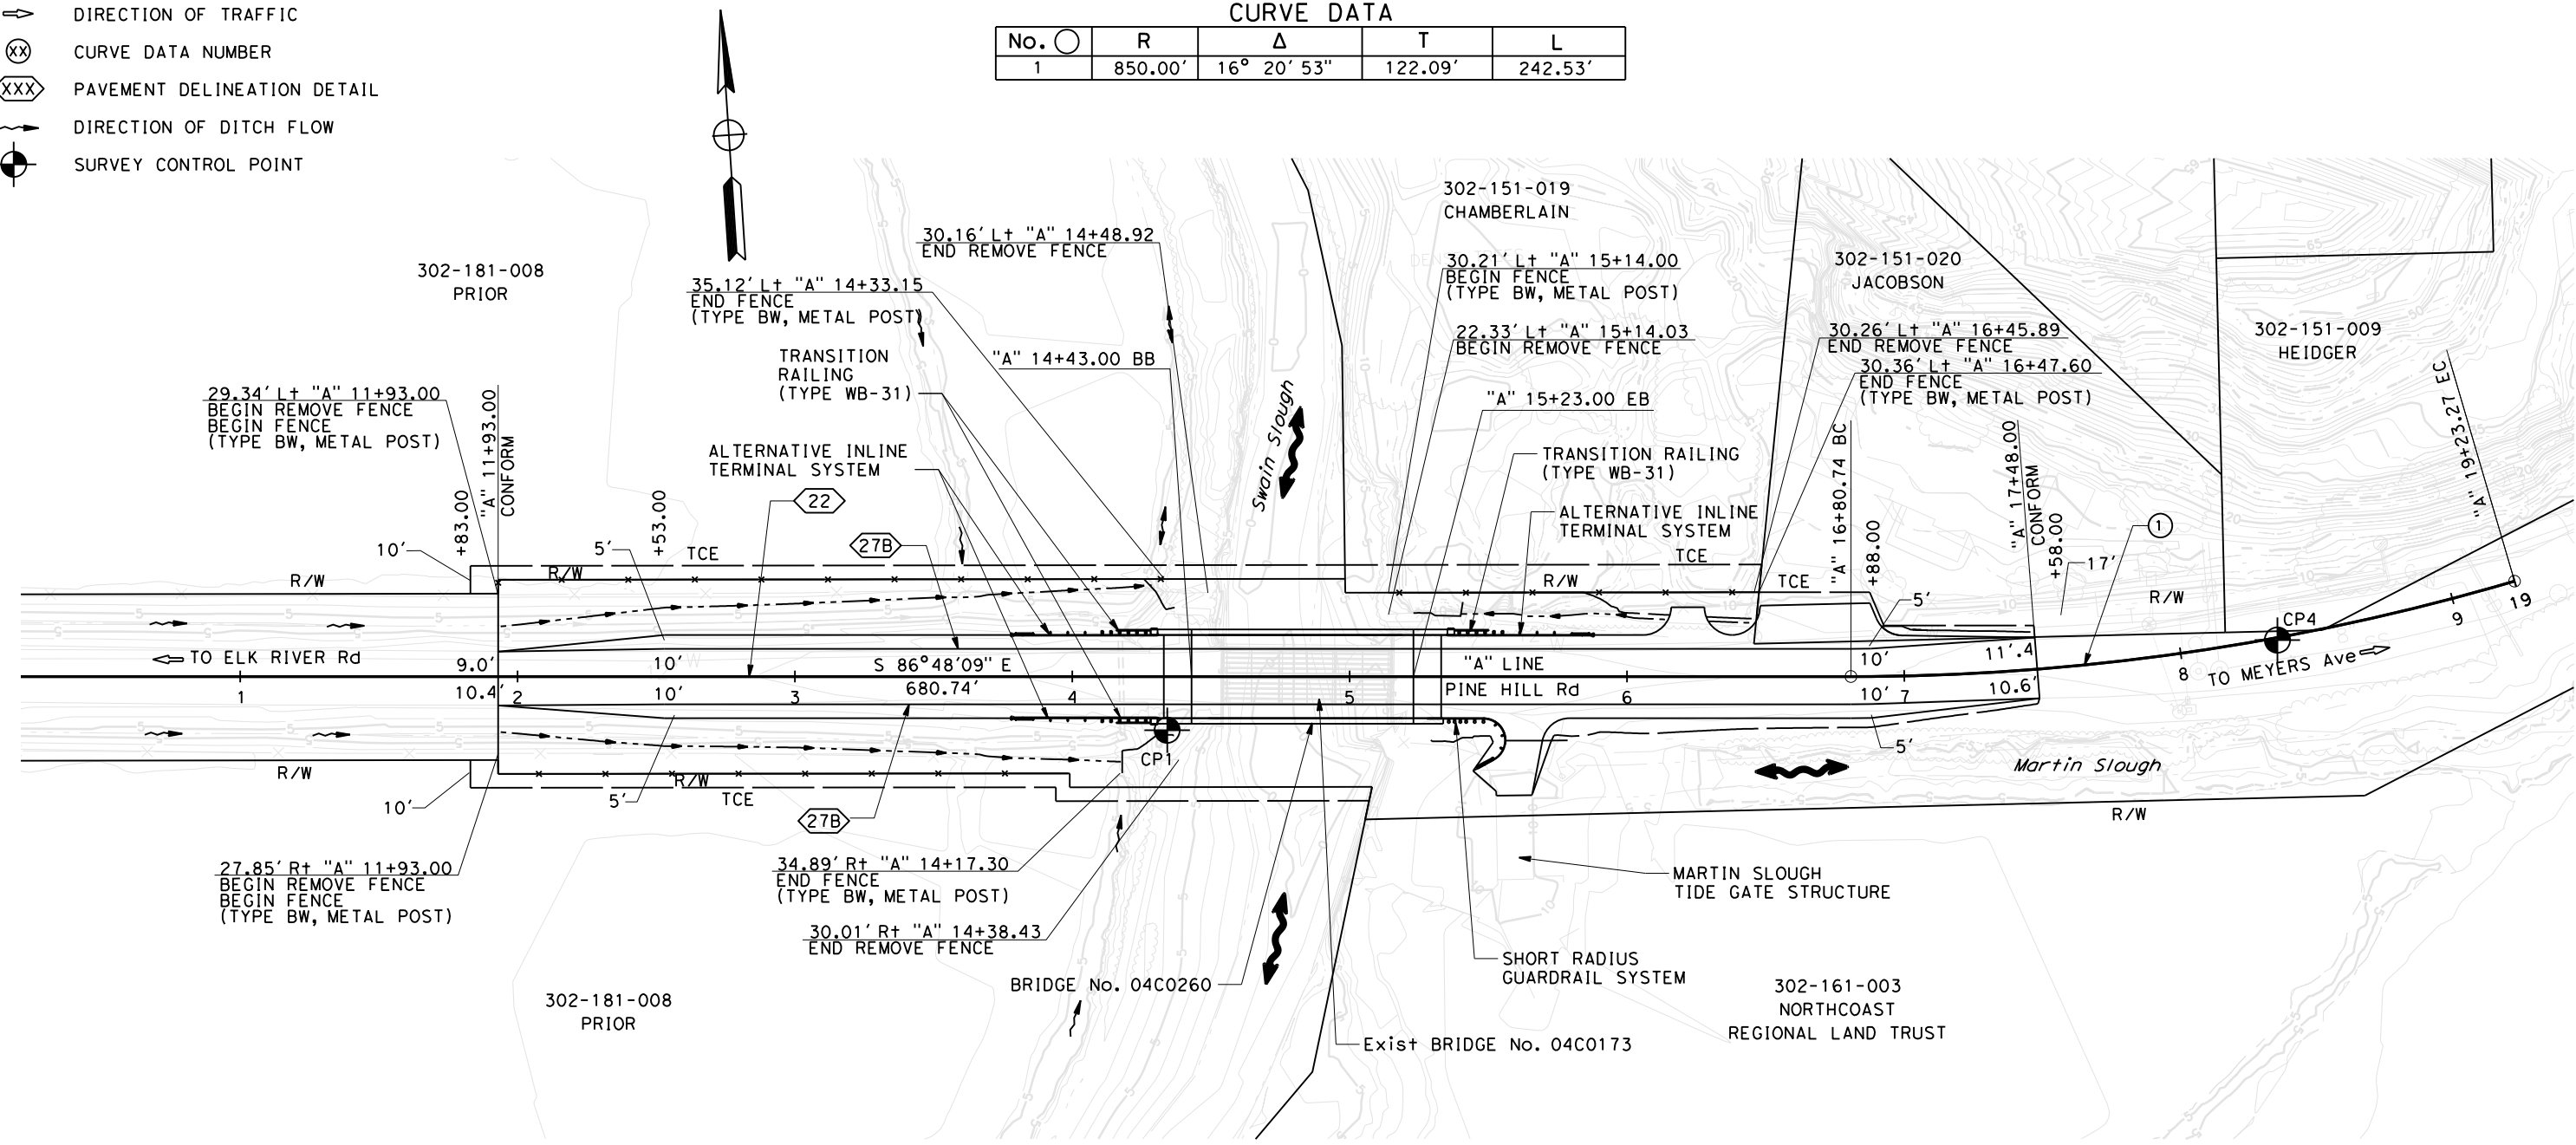 DIRECTION OF TRAFFIC
XX CURVE DATA NUMBER
XXX PAVEMENT DELINEATION DETAIL
DIRECTION OF DITCH FLOW
SURVEY CONTROL POINT
CURVE DATA
No. R Δ T L
1 850.00' 16° 20' 53" 122.09' 242.53'
302-181-008
PRIOR
30.16' Lt "A" 14+48.92
END REMOVE FENCE
35.12' Lt "A" 14+33.15
END FENCE
(TYPE BW, METAL POST)
TRANSITION
RAILING
(TYPE WB-31)
"A" 14+43.00 BB
29.34' Lt "A" 11+93.00
BEGIN REMOVE FENCE
BEGIN FENCE
(TYPE BW, METAL POST)
ALTERNATIVE INLINE
TERMINAL SYSTEM
22
27B
+83.00
"A" 11+93.00
CONFORM
+53.00
10'
5'
TCE
R/W
R/W
Swain Slough
302-151-019
CHAMBERLAIN
30.21' Lt "A" 15+14.00
BEGIN FENCE
(TYPE BW, METAL POST)
22.33' Lt "A" 15+14.03
BEGIN REMOVE FENCE
"A" 15+23.00 EB
TRANSITION RAILING
(TYPE WB-31)
ALTERNATIVE INLINE
TERMINAL SYSTEM
TCE
R/W
TCE
302-151-020
JACOBSON
30.26' Lt "A" 16+45.89
END REMOVE FENCE
30.36' Lt "A" 16+47.60
END FENCE
(TYPE BW, METAL POST)
302-151-009
HEIDGER
"A" 16+80.74 BC
+88.00
"A" 17+48.00
CONFORM
+58.00
17'
1
"A" 19+23.27 EC
5'
R/W
CP4
TO ELK RIVER Rd
9.0'
10.4'
10'
10'
S 86°48'09" E
680.74'
"A" LINE
PINE HILL Rd
10'
10'
11'.4
10.6'
TO MEYERS Ave
1 2 3 4 5 6 7 8 9 19
R/W
10'
5'
R/W
TCE
27B
CP1
5'
Martin Slough
R/W
27.85' Rt "A" 11+93.00
BEGIN REMOVE FENCE
BEGIN FENCE
(TYPE BW, METAL POST)
34.89' Rt "A" 14+17.30
END FENCE
(TYPE BW, METAL POST)
30.01' Rt "A" 14+38.43
END REMOVE FENCE
BRIDGE No. 04C0260
MARTIN SLOUGH
TIDE GATE STRUCTURE
SHORT RADIUS
GUARDRAIL SYSTEM
Exist BRIDGE No. 04C0173
302-181-008
PRIOR
302-161-003
NORTHCOAST
REGIONAL LAND TRUST